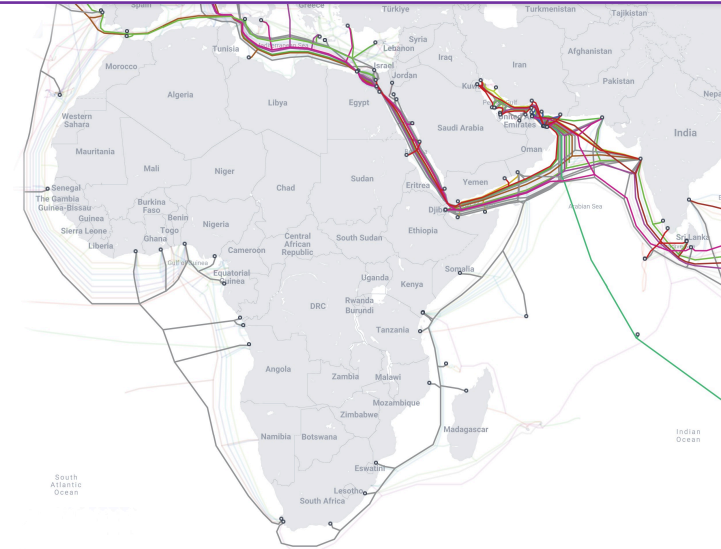 Spain
Greece
Türkiye
Turkmenistan
Tajikistan
Tunisia
Syria
Lebanon
Iraq
Iran
Afghanistan
Morocco
Israel
Jordan
Pakistan
Algeria
Libya
Egypt
Kuwait
Nepal
Western
Sahara
Saudi Arabia
United Arab
Emirates
India
Oman
Mauritania
Mali
Niger
Chad
Sudan
Eritrea
Yemen
Senegal
The Gambia
Guinea-Bissau
Burkina
Faso
Arabian Sea
Guinea
Benin
Togo
Nigeria
Ethiopia
Sierra Leone
Ghana
Liberia
Central
African
Republic
South Sudan
Sri Lanka
Cameroon
Gulf of Guinea
Equatorial
Guinea
Somalia
Uganda
Kenya
DRC
Rwanda
Burundi
Tanzania
Angola
Zambia
Malawi
Mozambique
Zimbabwe
Madagascar
Namibia
Botswana
Indian
Ocean
Eswatini
South
Atlantic
Ocean
Lesotho
South Africa